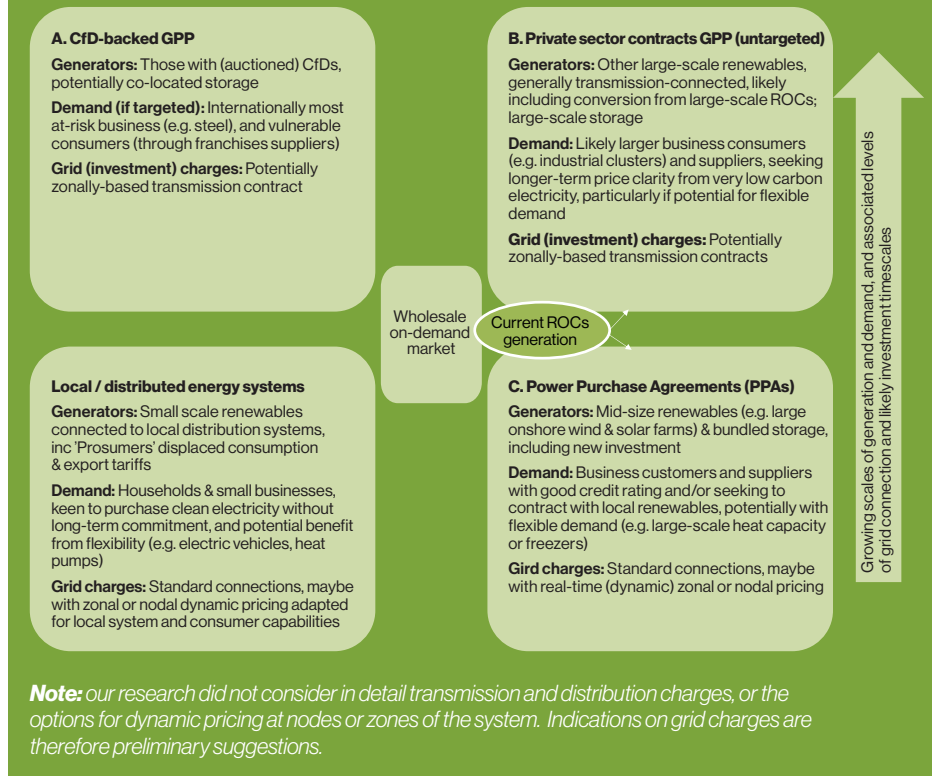 A. CfD-backed GPP
Generators: Those with (auctioned) CfDs,
potentially co-located storage
Demand (if targeted): Internationally most
at-risk business (e.g. steel), and vulnerable
consumers (through franchises suppliers)
Grid (investment) charges: Potentially
zonally-based transmission contract
B. Private sector contracts GPP (untargeted)
Generators: Other large-scale renewables,
generally transmission-connected, likely
including conversion from large-scale ROCs;
large-scale storage
Demand: Likely larger business consumers
(e.g. industrial clusters) and suppliers, seeking
longer-term price clarity from very low carbon
electricity, particularly if potential for flexible
demand
Grid (investment) charges: Potentially
zonally-based transmission contracts
Wholesale
on-demand
market
Current ROCs
generation
Local / distributed energy systems
Generators: Small scale renewables
connected to local distribution systems,
inc ’Prosumers’ displaced consumption
& export tariffs
Demand: Households & small businesses,
keen to purchase clean electricity without
long-term commitment, and potential benefit
from flexibility (e.g. electric vehicles, heat
pumps)
Grid charges: Standard connections, maybe
with zonal or nodal dynamic pricing adapted
for local system and consumer capabilities
C. Power Purchase Agreements (PPAs)
Generators: Mid-size renewables (e.g. large
onshore wind & solar farms) & bundled storage,
including new investment
Demand: Business customers and suppliers
with good credit rating and/or seeking to
contract with local renewables, potentially with
flexible demand (e.g. large-scale heat capacity
or freezers)
Gird charges: Standard connections, maybe
with real-time (dynamic) zonal or nodal pricing
Growing scales of generation and demand, and associated levels
of grid connection and likely investment timescales
Note: our research did not consider in detail transmission and distribution charges, or the
options for dynamic pricing at nodes or zones of the system. Indications on grid charges are
therefore preliminary suggestions.